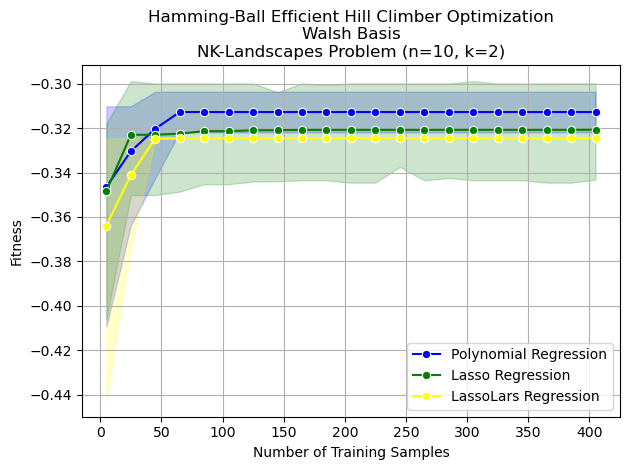 Hamming-Ball Efficient Hill Climber Optimization
Walsh Basis
NK-Landscapes Problem (n=10, k=2)
−0.30
−0.32
−0.34
−0.36
−0.38
−0.40
−0.42
−0.44
Fitness
Polynomial Regression
Lasso Regression
LassoLars Regression
0 50 100 150 200 250 300 350 400
Number of Training Samples